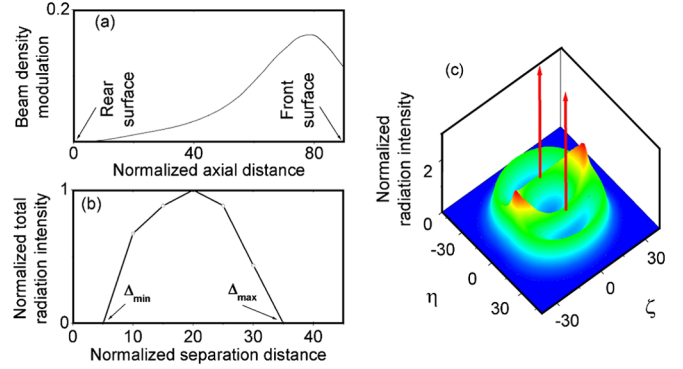 0.2
(a)
Beam density
modulation
Rear
surface
Front
surface
0 40 80
Normalized axial distance
1
(b)
Normalized total
radiation intensity
Δmin
Δmax
0
0 10 20 30 40
Normalized separation distance
(c)
Normalized
radiation intensity
2
0
-30
0
30
η
-30
0
30
ζ